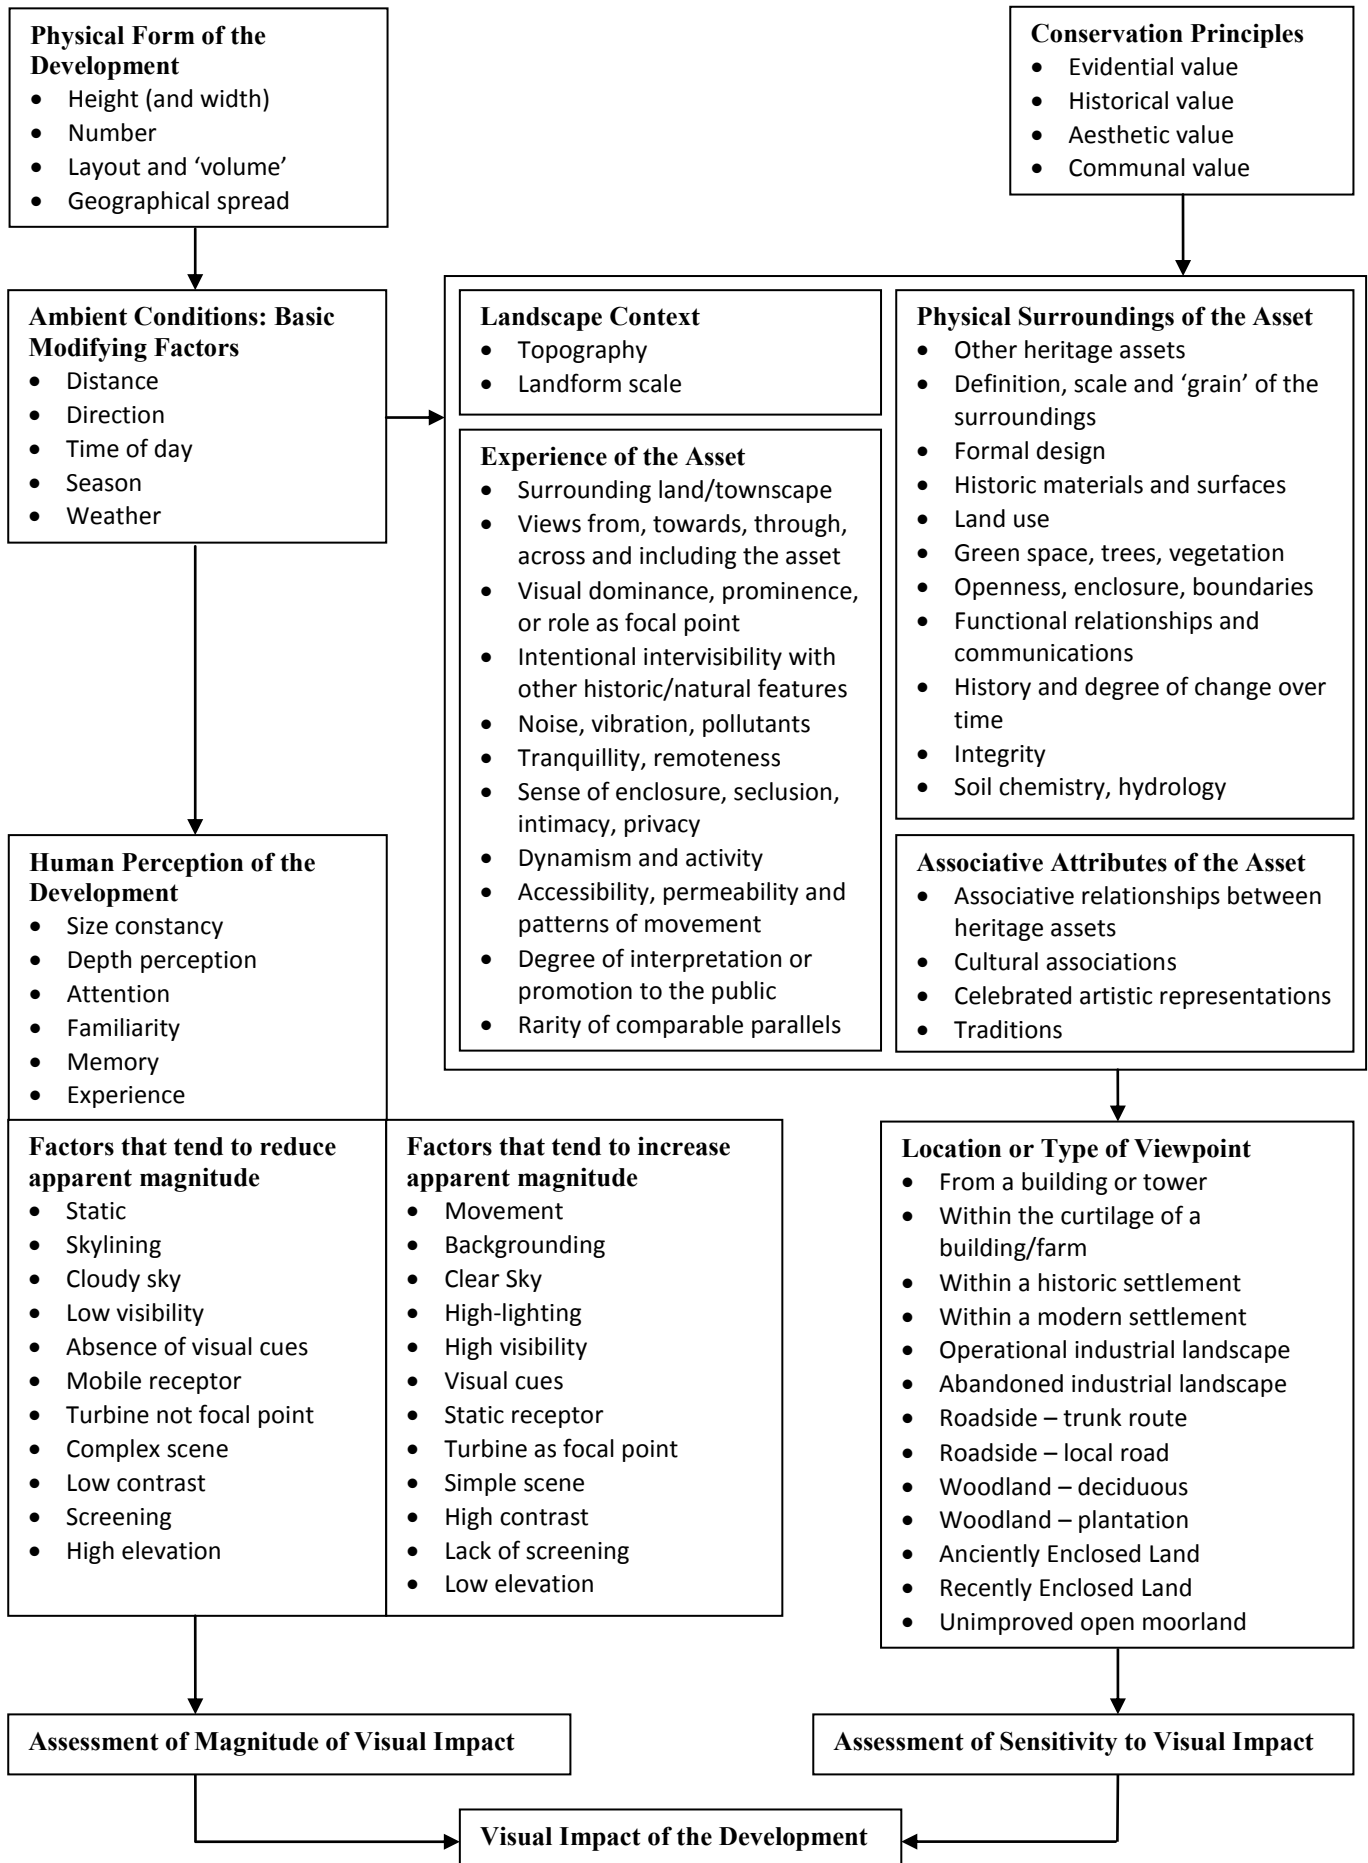 Physical Form of the
Development
• Height (and width)
• Number
• Layout and ‘volume’
• Geographical spread
Conservation Principles
• Evidential value
• Historical value
• Aesthetic value
• Communal value
Ambient Conditions: Basic
Modifying Factors
• Distance
• Direction
• Time of day
• Season
• Weather
Landscape Context
• Topography
• Landform scale
Experience of the Asset
• Surrounding land/townscape
• Views from, towards, through,
across and including the asset
• Visual dominance, prominence,
or role as focal point
• Intentional intervisibility with
other historic/natural features
• Noise, vibration, pollutants
• Tranquillity, remoteness
• Sense of enclosure, seclusion,
intimacy, privacy
• Dynamism and activity
• Accessibility, permeability and
patterns of movement
• Degree of interpretation or
promotion to the public
• Rarity of comparable parallels
Physical Surroundings of the Asset
• Other heritage assets
• Definition, scale and ‘grain’ of the
surroundings
• Formal design
• Historic materials and surfaces
• Land use
• Green space, trees, vegetation
• Openness, enclosure, boundaries
• Functional relationships and
communications
• History and degree of change over
time
• Integrity
• Soil chemistry, hydrology
Associative Attributes of the Asset
• Associative relationships between
heritage assets
• Cultural associations
• Celebrated artistic representations
• Traditions
Human Perception of the
Development
• Size constancy
• Depth perception
• Attention
• Familiarity
• Memory
• Experience
Factors that tend to reduce
apparent magnitude
• Static
• Skylining
• Cloudy sky
• Low visibility
• Absence of visual cues
• Mobile receptor
• Turbine not focal point
• Complex scene
• Low contrast
• Screening
• High elevation
Factors that tend to increase
apparent magnitude
• Movement
• Backgrounding
• Clear Sky
• High-lighting
• High visibility
• Visual cues
• Static receptor
• Turbine as focal point
• Simple scene
• High contrast
• Lack of screening
• Low elevation
Location or Type of Viewpoint
• From a building or tower
• Within the curtilage of a
building/farm
• Within a historic settlement
• Within a modern settlement
• Operational industrial landscape
• Abandoned industrial landscape
• Roadside – trunk route
• Roadside – local road
• Woodland – deciduous
• Woodland – plantation
• Anciently Enclosed Land
• Recently Enclosed Land
• Unimproved open moorland
Assessment of Magnitude of Visual Impact
Assessment of Sensitivity to Visual Impact
Visual Impact of the Development